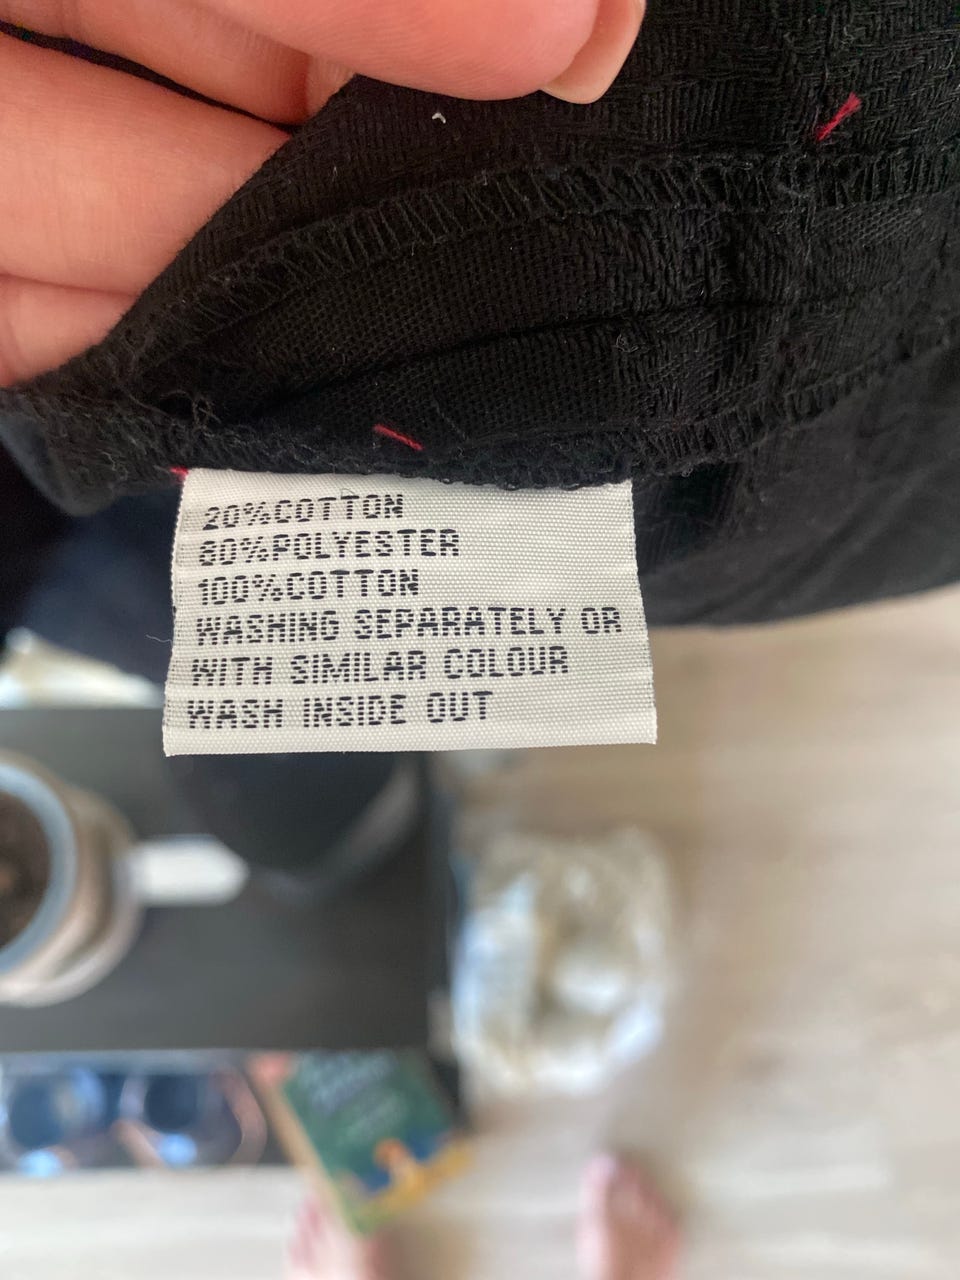 20%COTTON
80%POLYESTER
100%COTTON
WASHING SEPARATELY OR
WITH SIMILAR COLOUR
WASH INSIDE OUT